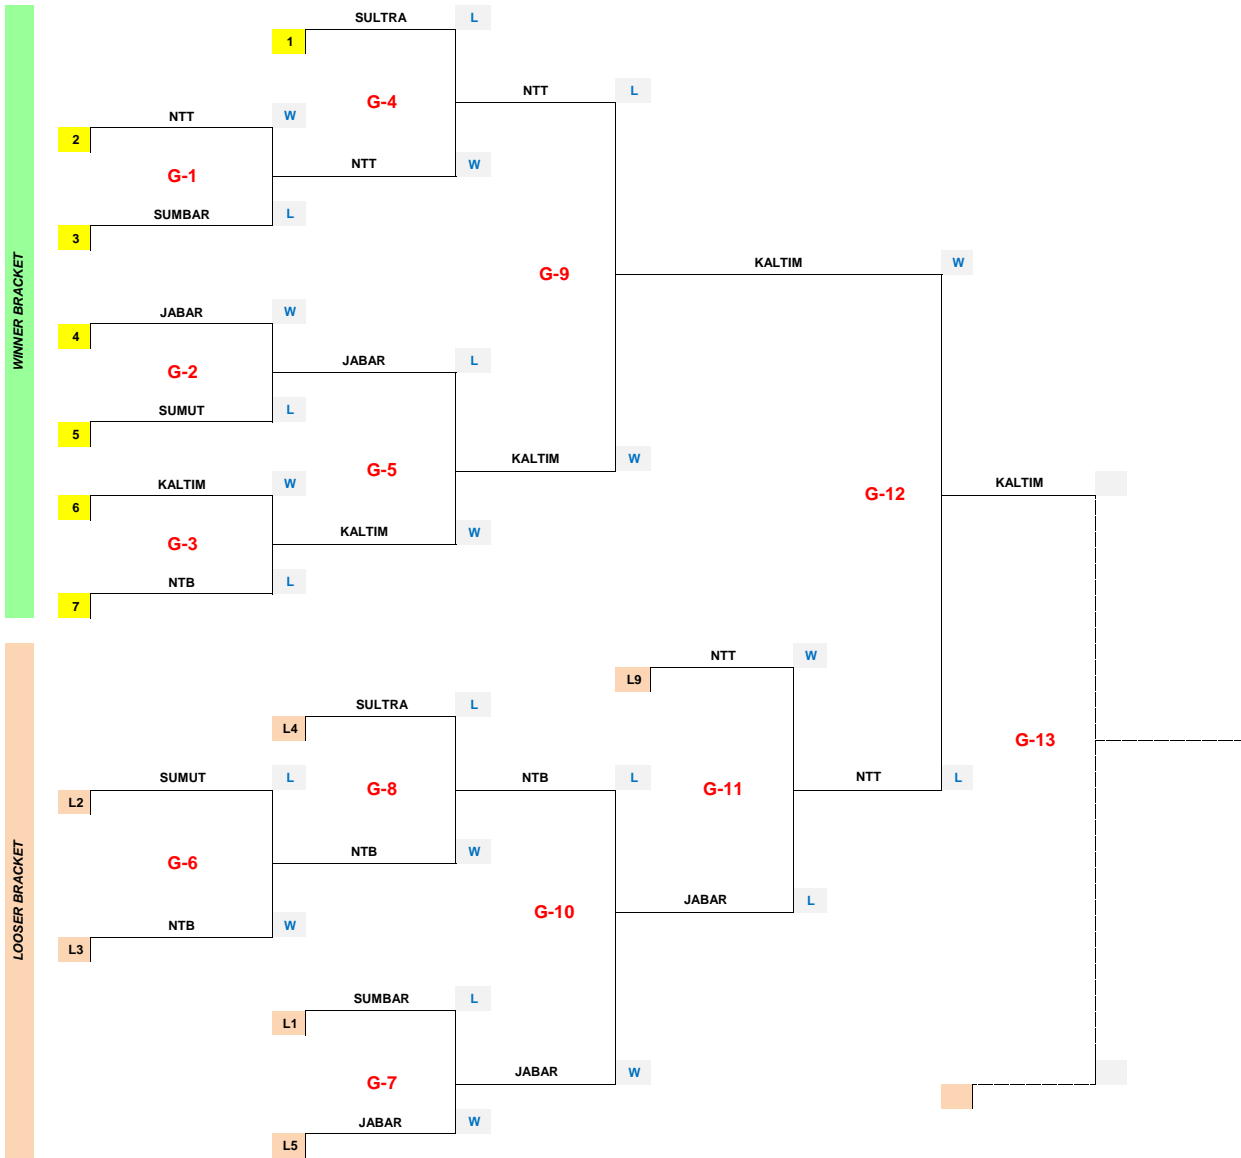 WINNER BRACKET
SULTRA L
1
G-4
NTT L
NTT W
2
G-1
NTT W
SUMBAR L
3
G-9
KALTIM W
JABAR W
4
G-2
JABAR L
SUMUT L
5
G-5
KALTIM W
KALTIM W
6
G-12
KALTIM
G-3
KALTIM W
NTB L
7
LOOSER BRACKET
NTT W
L9
SULTRA L
L4
G-13
SUMUT L
L2
G-8
NTB L
G-11
NTT L
NTB W
G-6
JABAR L
G-10
NTB W
L3
SUMBAR L
L1
G-7
JABAR W
JABAR W
L5